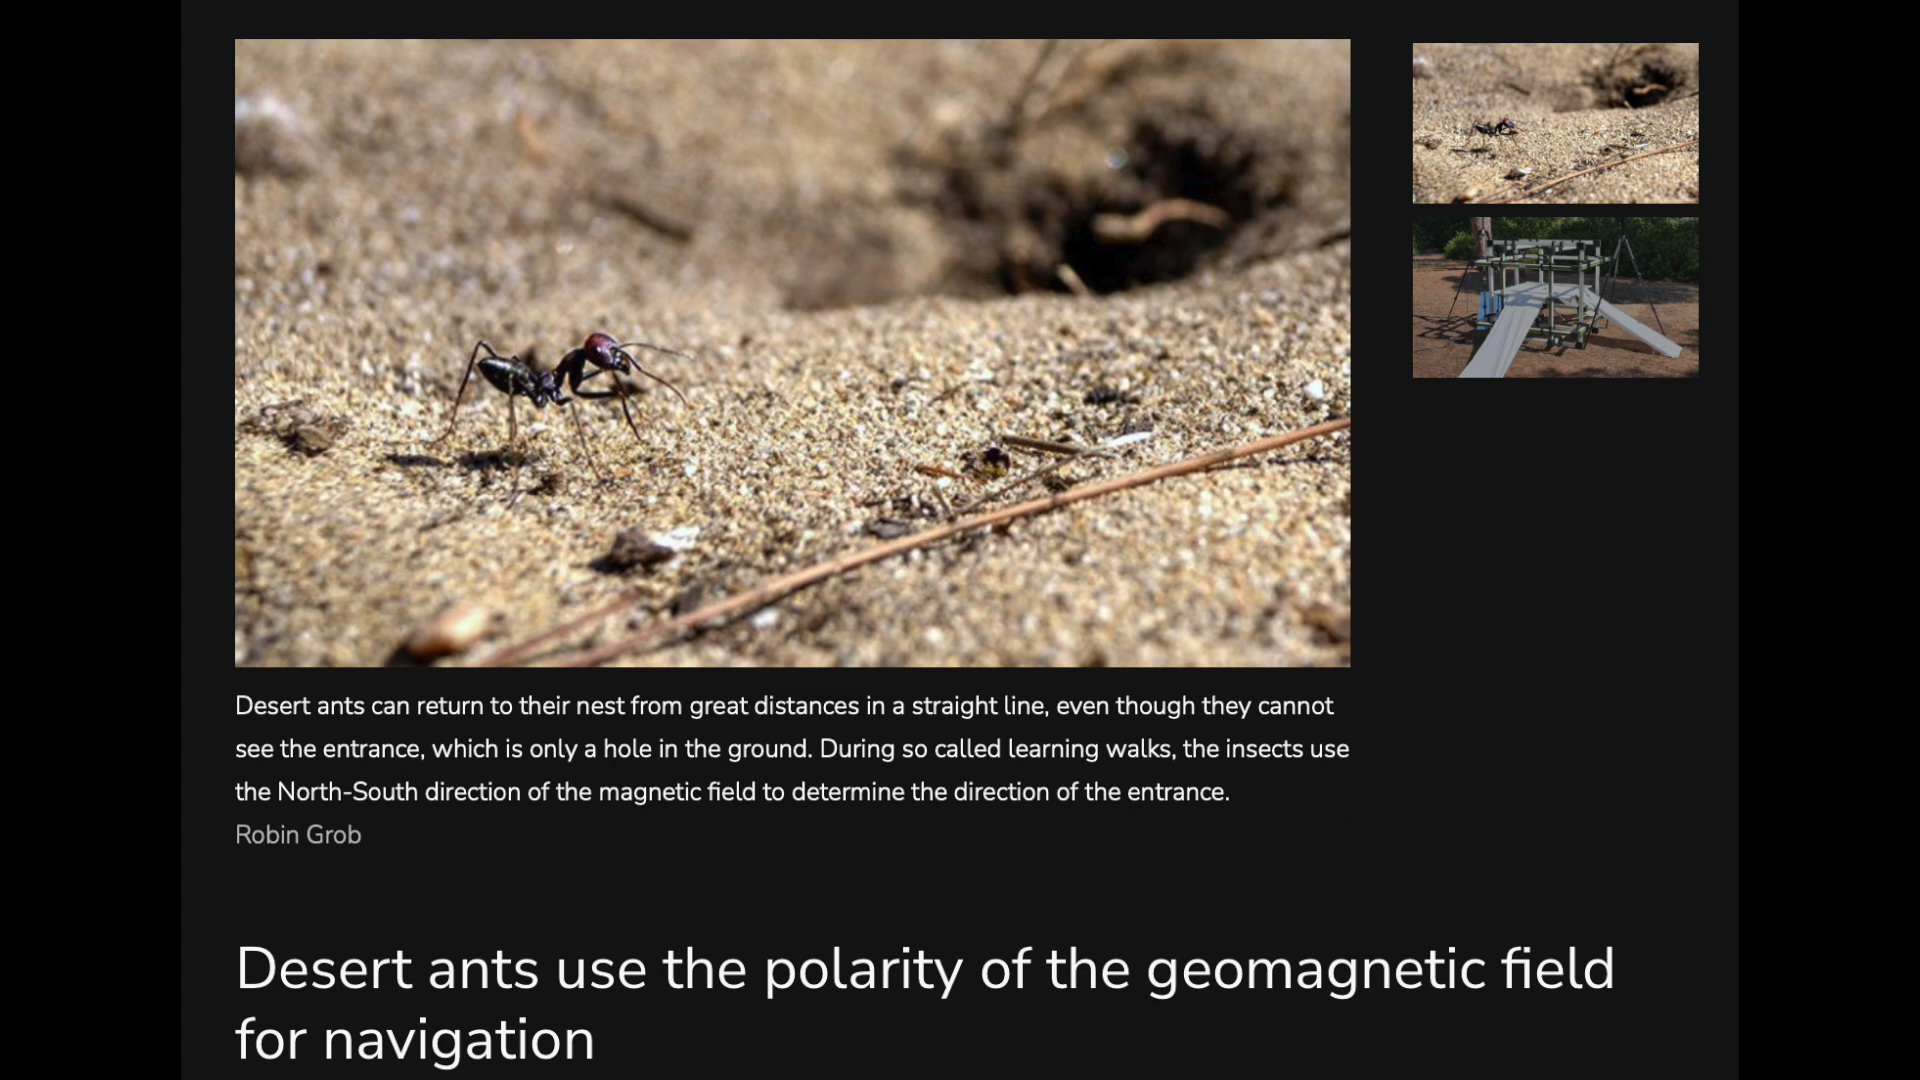 Desert ants can return to their nest from great distances in a straight line, even though they cannot
see the entrance, which is only a hole in the ground. During so called learning walks, the insects use
the North-South direction of the magnetic field to determine the direction of the entrance.
Robin Grob
Desert ants use the polarity of the geomagnetic field
for navigation